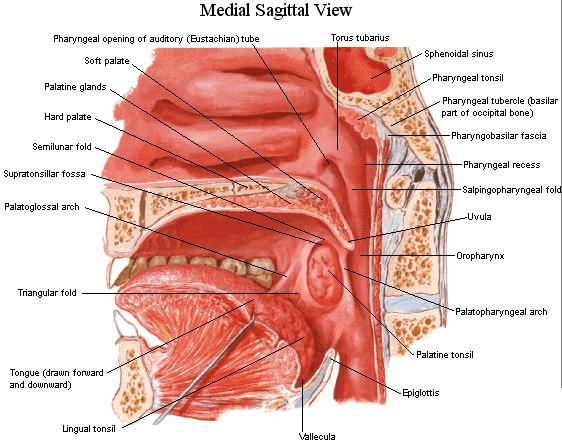 Medial Sagittal View
Pharyngeal opening of auditory (Eustachian) tube
Torus tubarius
Soft palate
Sphenoidal sinus
Palatine glands
Pharyngeal tonsil
Pharyngeal tubercle (basilar
part of occipital bone)
Hard palate
Pharyngobasilar fascia
Semilunar fold
Pharyngeal recess
Supratonsillar fossa
Salpingopharyngeal fold
Palatoglossal arch
Uvula
Oropharynx
Triangular fold
Palatopharyngeal arch
Palatine tonsil
Tongue (drawn forward
and downward)
Epiglottis
Lingual tonsil
Vallecula